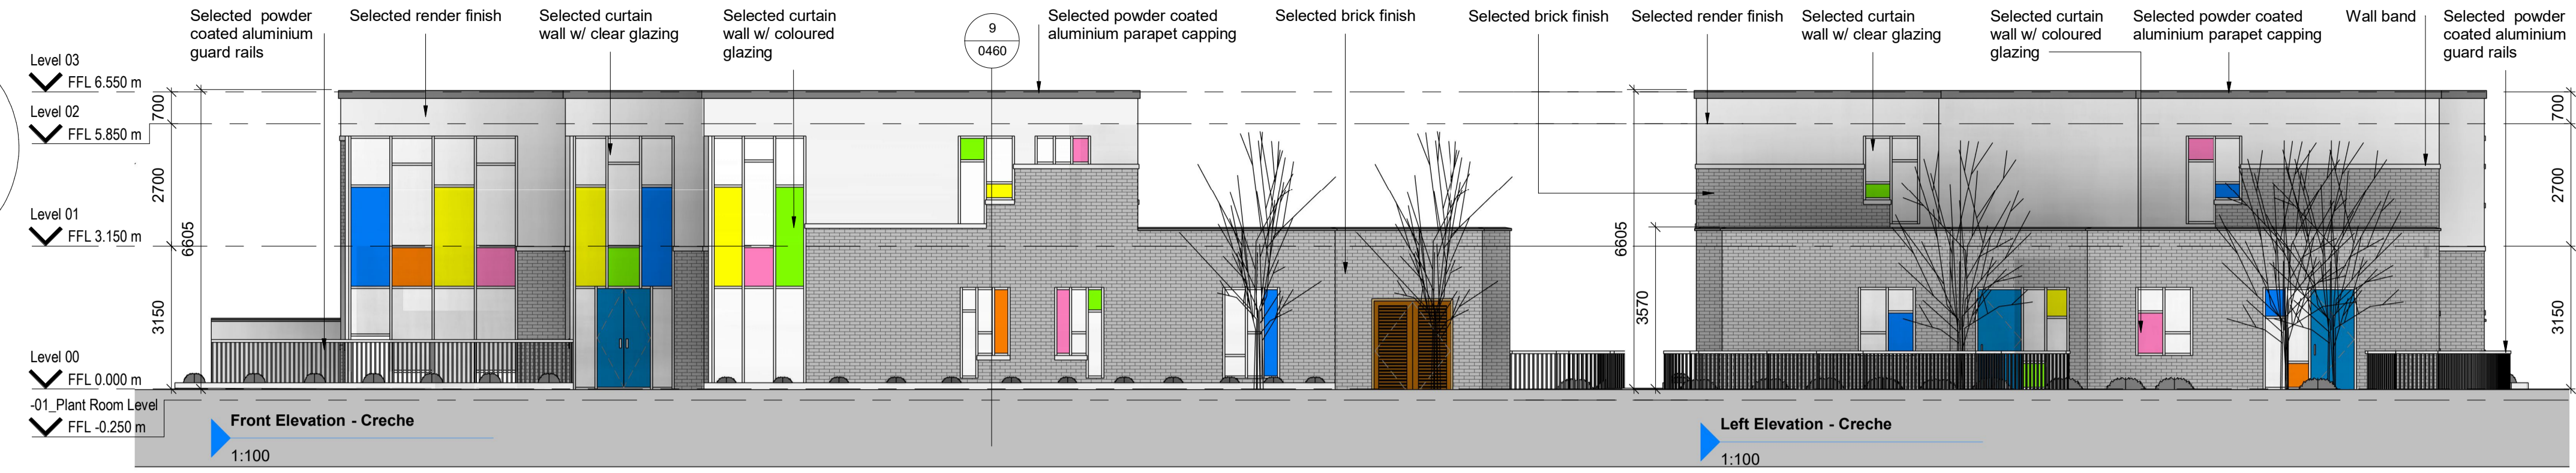 Selected  powder
coated aluminium
guard rails
Selected render finish
Selected curtain
wall w/ clear glazing
Selected curtain
wall w/ coloured
glazing
9
0460
Selected powder coated
aluminium parapet capping
Selected brick finish
Selected brick finish
Selected render finish
Selected curtain
wall w/ clear glazing
Selected curtain
wall w/ coloured
glazing
Selected powder coated
aluminium parapet capping
Wall band
Selected  powder
coated aluminium
guard rails
Level 03
FFL 6.550 m
Level 02
FFL 5.850 m
Level 01
FFL 3.150 m
Level 00
FFL 0.000 m
-01_Plant Room Level
FFL -0.250 m
700
2700
3150
6605
6605
3570
700
2700
3150
Front Elevation - Creche
1:100
Left Elevation - Creche
1:100